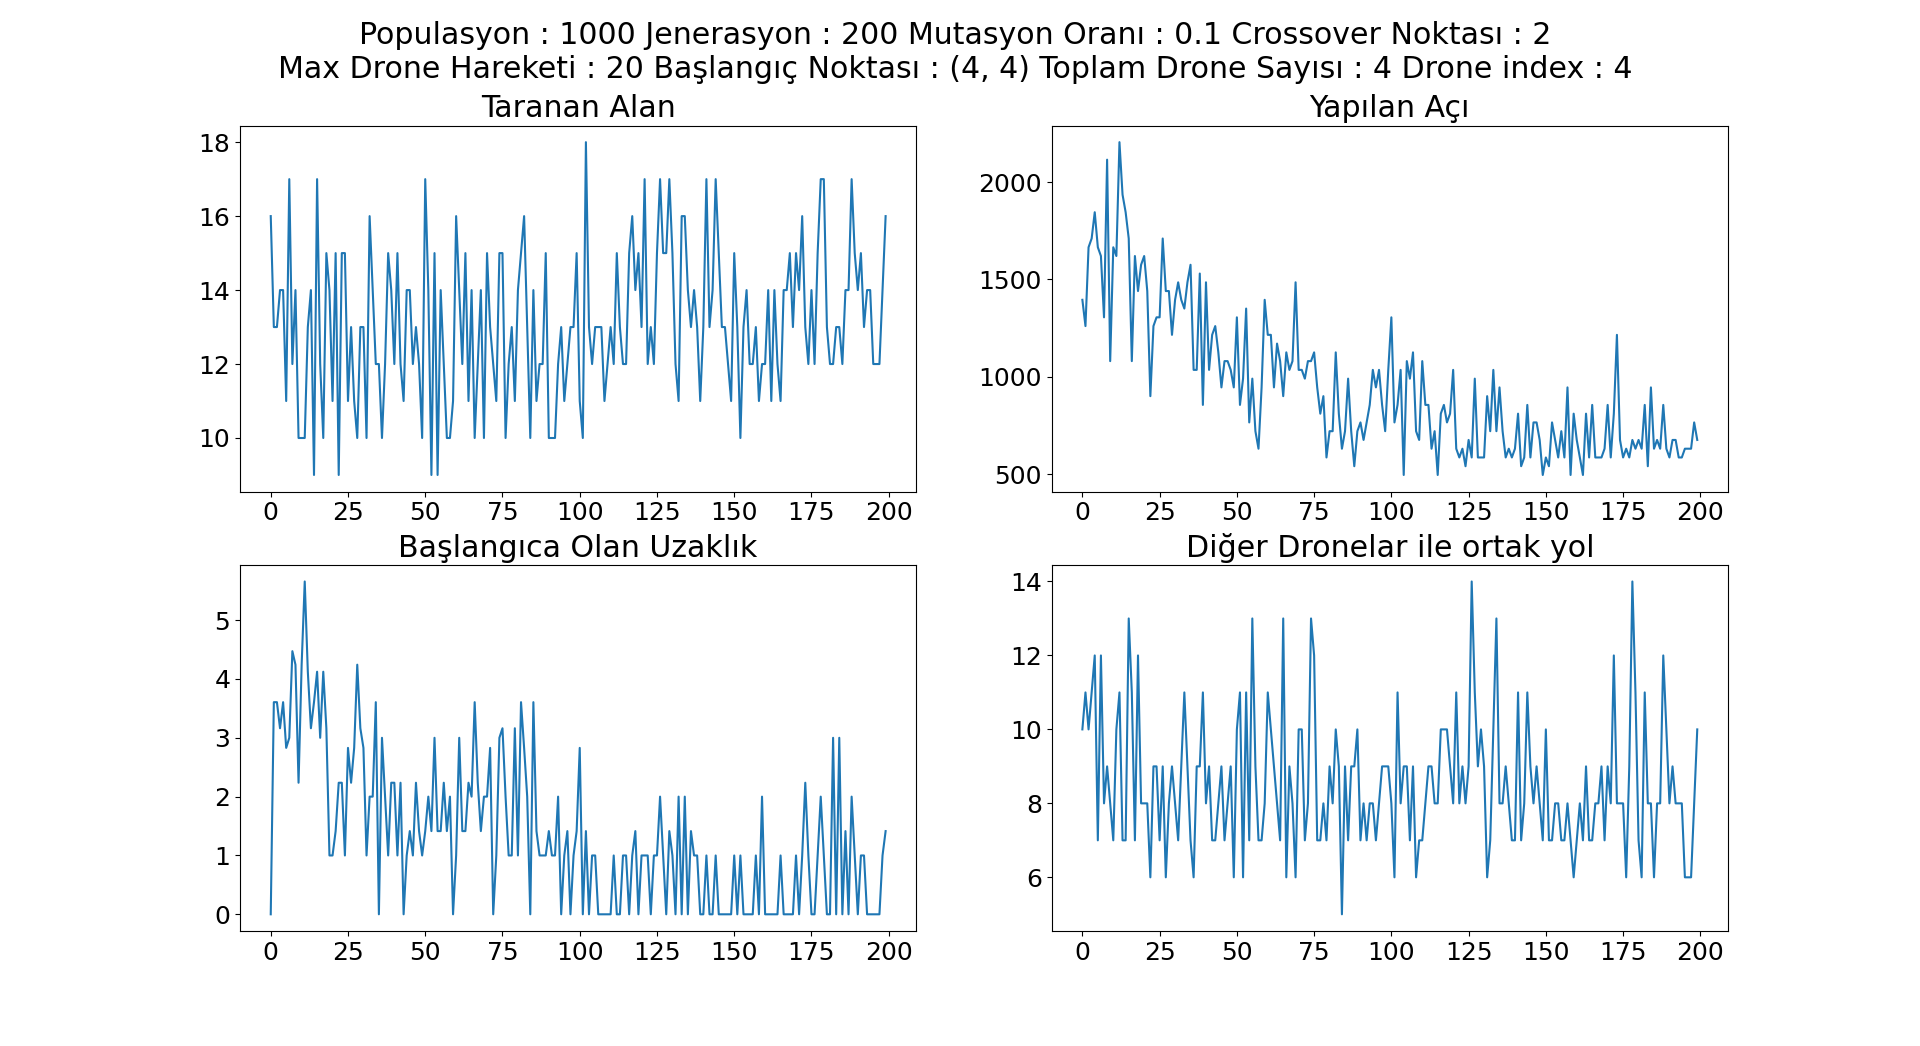 Populasyon : 1000 Jenerasyon : 200 Mutasyon Oranı : 0.1 Crossover Noktası : 2
Max Drone Hareketi : 20 Başlangıç Noktası : (4, 4) Toplam Drone Sayısı : 4 Drone index : 4
Taranan Alan
18
16
14
12
10
0 25 50 75 100 125 150 175 200
Yapılan Açı
2000
1500
1000
500
0 25 50 75 100 125 150 175 200
Başlangıca Olan Uzaklık
5
4
3
2
1
0
0 25 50 75 100 125 150 175 200
Diğer Dronelar ile ortak yol
14
12
10
8
6
0 25 50 75 100 125 150 175 200